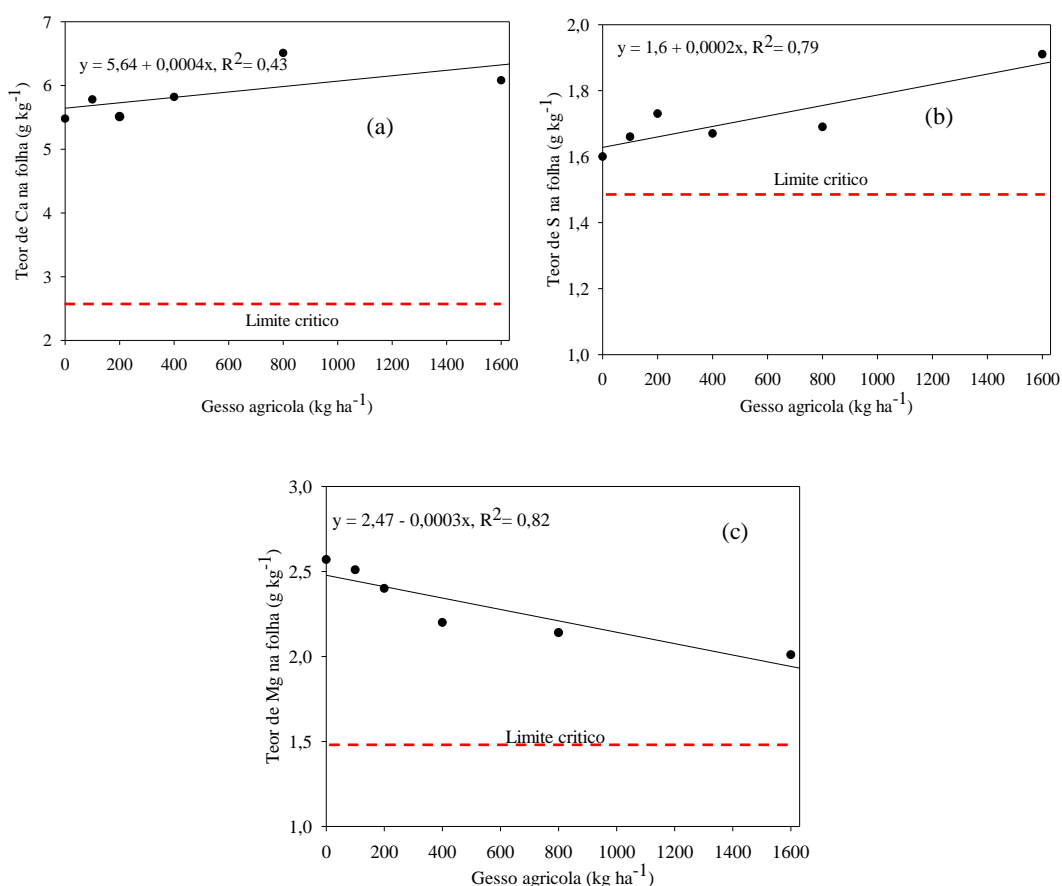 y = 5,64 + 0,0004x, R²= 0,43
(a)
Teor de Ca na folha (g kg⁻¹)
7
6
5
4
3
2
Limite critico
0 200 400 600 800 1000 1200 1400 1600
Gesso agricola (kg ha⁻¹)
y = 1,6 + 0,0002x, R²= 0,79
(b)
Teor de S na folha (g kg⁻¹)
2,0
1,8
1,6
1,4
1,2
1,0
Limite critico
0 200 400 600 800 1000 1200 1400 1600
Gesso agricola (kg ha⁻¹)
y = 2,47 - 0,0003x, R²= 0,82
(c)
Teor de Mg na folha (g kg⁻¹)
3,0
2,5
2,0
1,5
1,0
Limite critico
0 200 400 600 800 1000 1200 1400 1600
Gesso agricola (kg ha⁻¹)